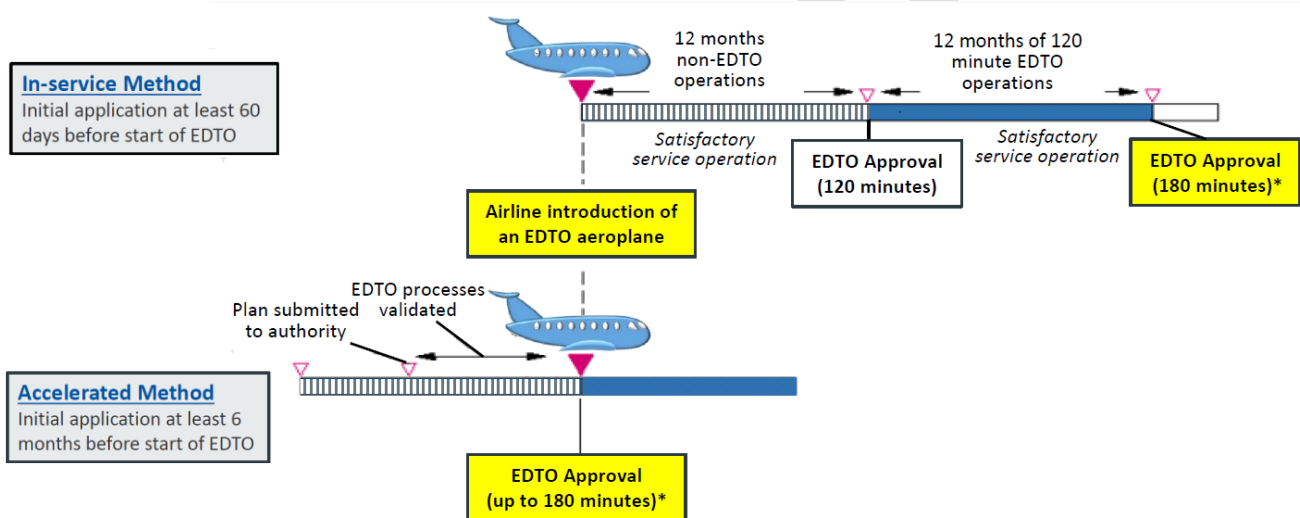 In-service Method
Initial application at least 60
days before start of EDTO
12 months
non-EDTO
operations
12 months of 120
minute EDTO
operations
Satisfactory
service operation
Satisfactory
service operation
EDTO Approval
(120 minutes)
EDTO Approval
(180 minutes)*
Airline introduction of
an EDTO aeroplane
Plan submitted
to authority
EDTO processes
validated
Accelerated Method
Initial application at least 6
months before start of EDTO
EDTO Approval
(up to 180 minutes)*